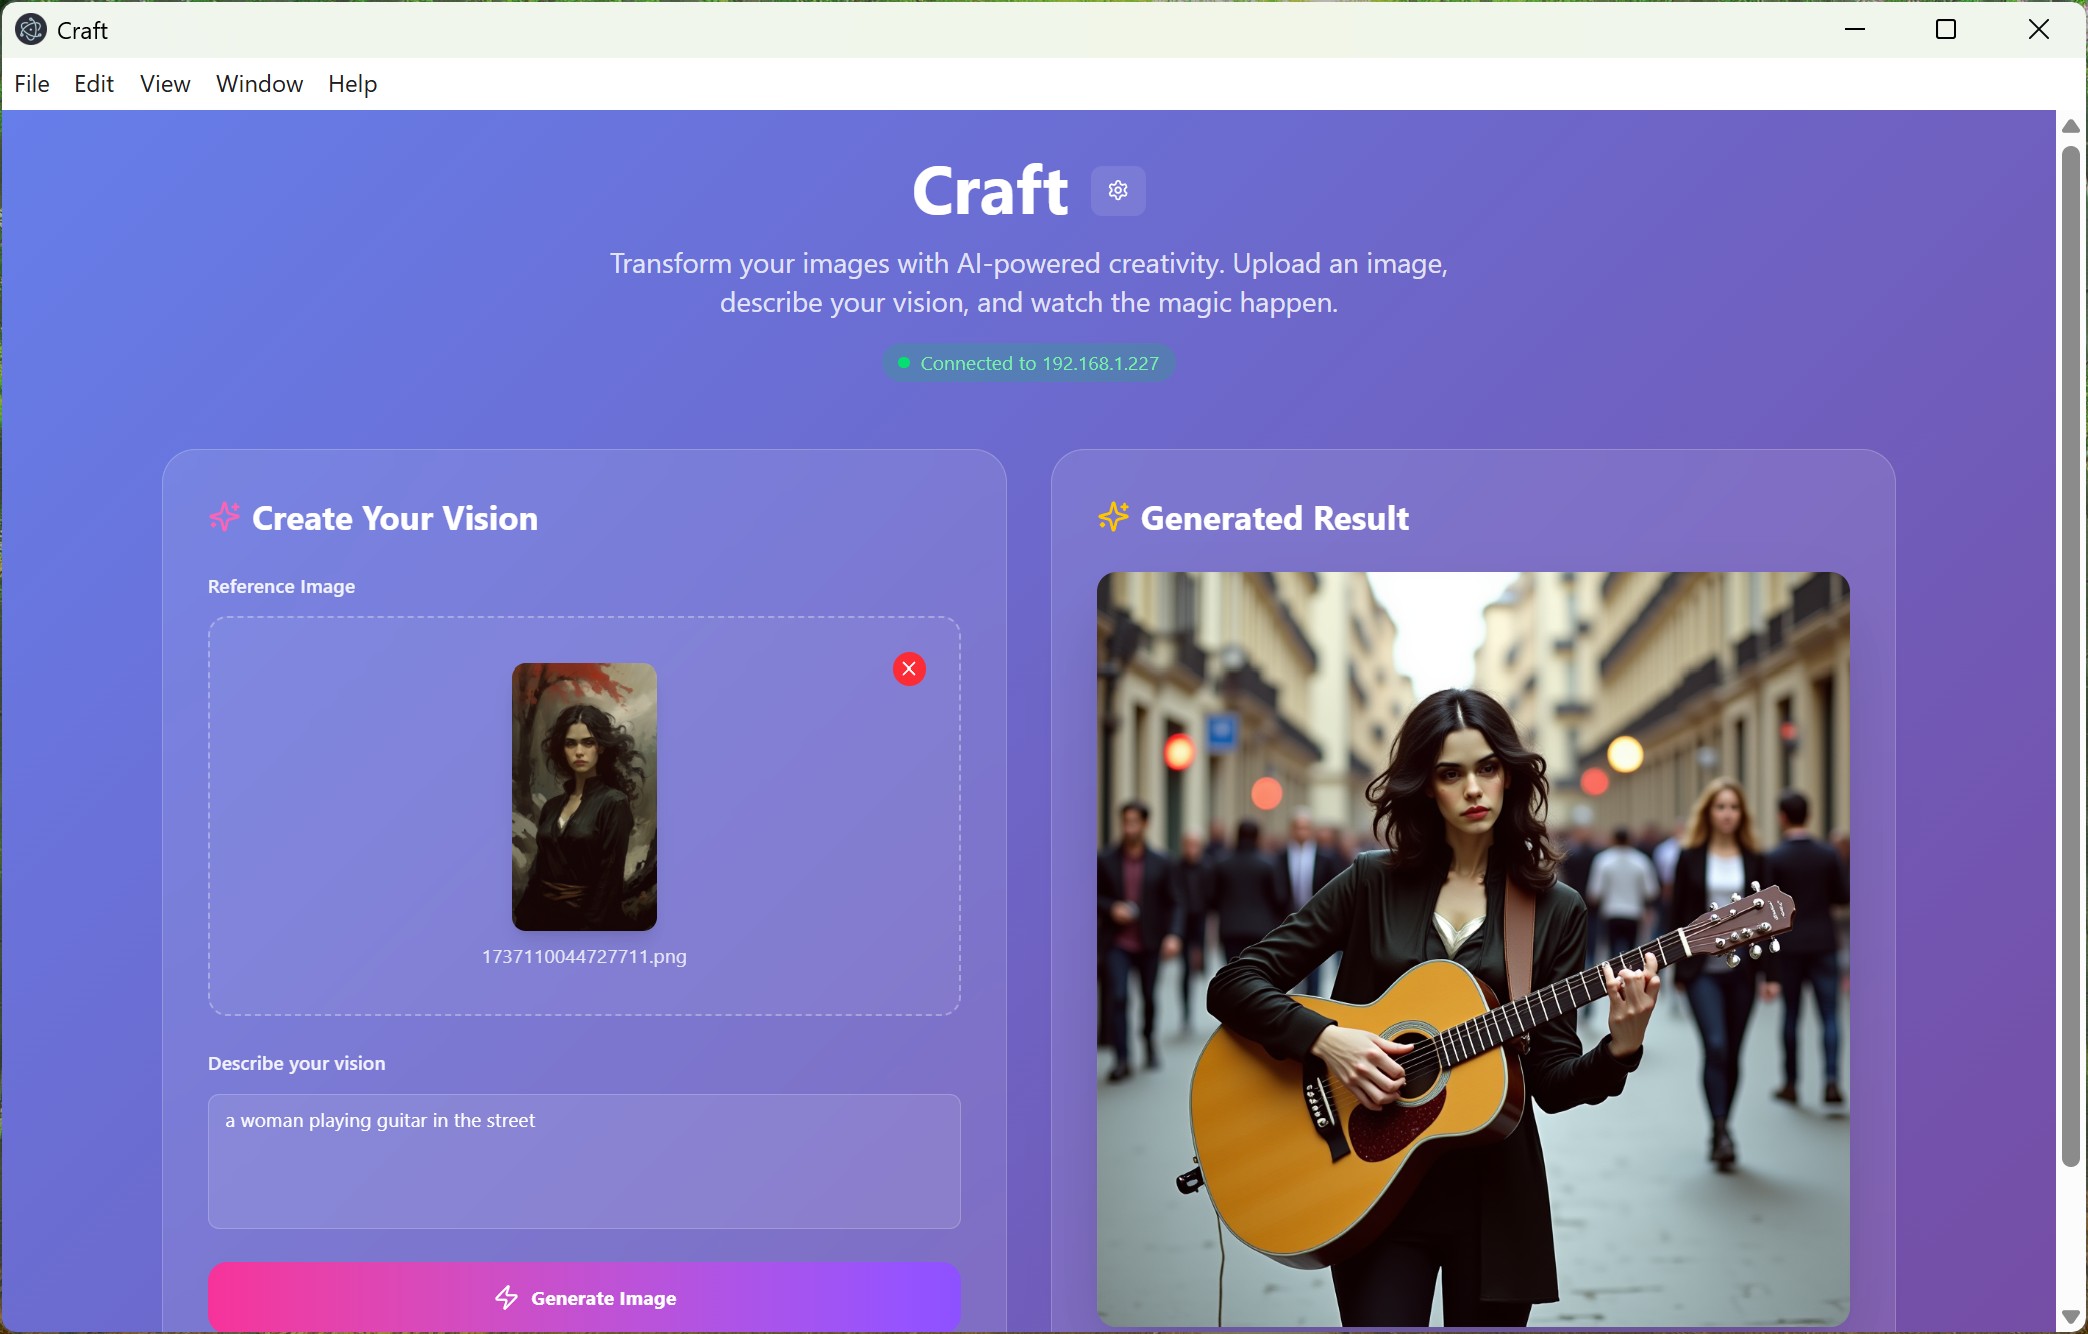 Craft
File Edit View Window Help
Craft
Transform your images with AI-powered creativity. Upload an image,
describe your vision, and watch the magic happen.
Connected to 192.168.1.227
Create Your Vision
Reference Image
1737110044727711.png
Describe your vision
a woman playing guitar in the street
Generate Image
Generated Result